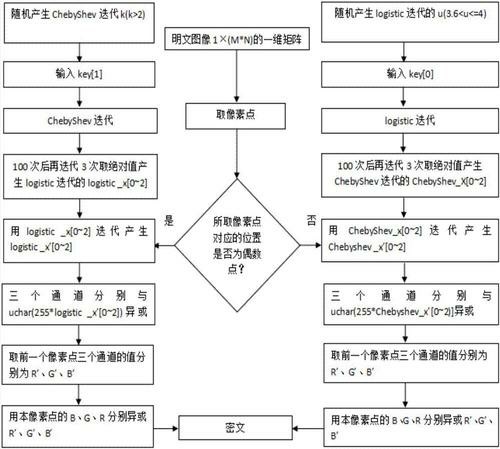 随机产生 ChebyShev 迭
代 k(k>2)
输入 key[1]
ChebyShev 迭代
100 次后再迭代 3 次取绝对值产
生 logistic 迭代的 logistic _x[0~2]
用 logistic _x[0~2] 迭代产生
logistic _x'[0~2]
三个通道分别与
uchar(255*logistic _x'[0~2]) 异或
取前一个像素点三个通道的值分
别为 R'、G'、B'
用本像素点的 B、G、R 分别异或
R'、G'、B'
明文图像 1×(M*N)的一维矩阵
取像素点
是
所取像素点
对应的位置
是否为偶数
点?
否
密文
随机产生 logistic 迭代的 u(3.6<u<=4)
输入 key[0]
logistic 迭代
100 次后再迭代 3 次取绝对值产生
ChebyShev 迭代的 ChebyShev_X[0~2]
用 ChebyShev_x[0~2] 迭代产生
Chebyshev _x'[0~2]
三个通道分别与
uchar(255*Chebyshev_x'[0~2)]异或
取前一个像素点三个通道的值分别为
R'、G'、B'
用本像素点的 B、G、R 分别异或 R'、G'、
B'